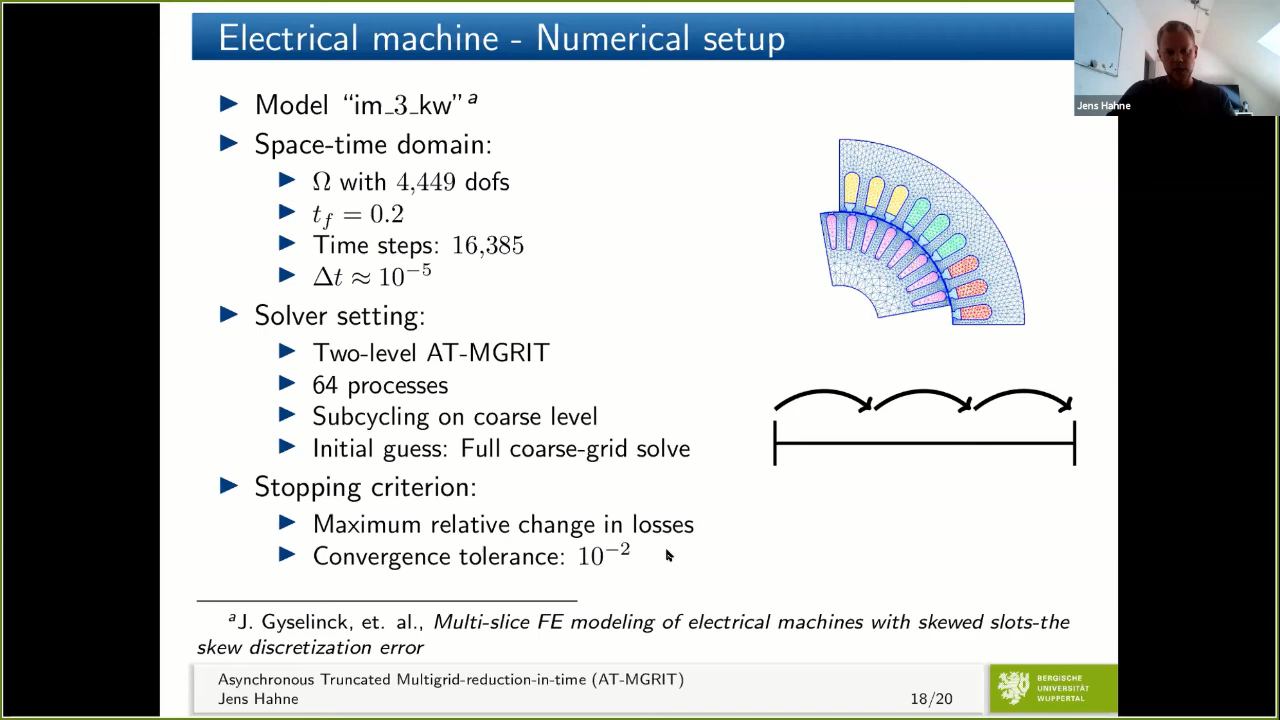 Electrical machine - Numerical setup
Jens Hahne
Model “im_3_kw”ᵃ
Space-time domain:
Ω with 4,449 dofs
t_f = 0.2
Time steps: 16,385
Δt ≈ 10⁻⁵
Solver setting:
Two-level AT-MGRIT
64 processes
Subcycling on coarse level
Initial guess: Full coarse-grid solve
Stopping criterion:
Maximum relative change in losses
Convergence tolerance: 10⁻²
ᵃJ. Gyselinck, et. al., Multi-slice FE modeling of electrical machines with skewed slots-the
skew discretization error
Asynchronous Truncated Multigrid-reduction-in-time (AT-MGRIT)
Jens Hahne
18/20
BERGISCHE
UNIVERSITÄT
WUPPERTAL